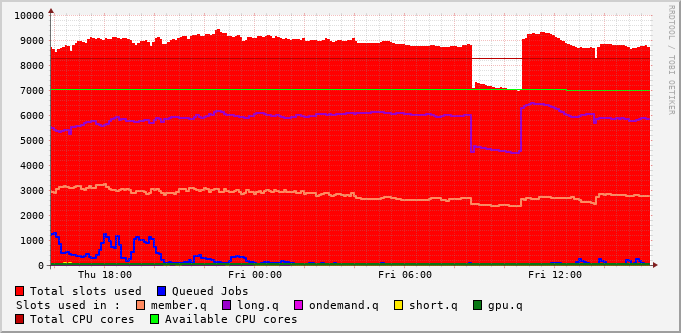 10000
9000
8000
7000
6000
5000
4000
3000
2000
1000
0
Thu 18:00 Fri 00:00 Fri 06:00 Fri 12:00
Total slots used Queued Jobs
Slots used in : member.q long.q ondemand.q short.q gpu.q
Total CPU cores Available CPU cores
RRDTOOL / TOBI OETIKER